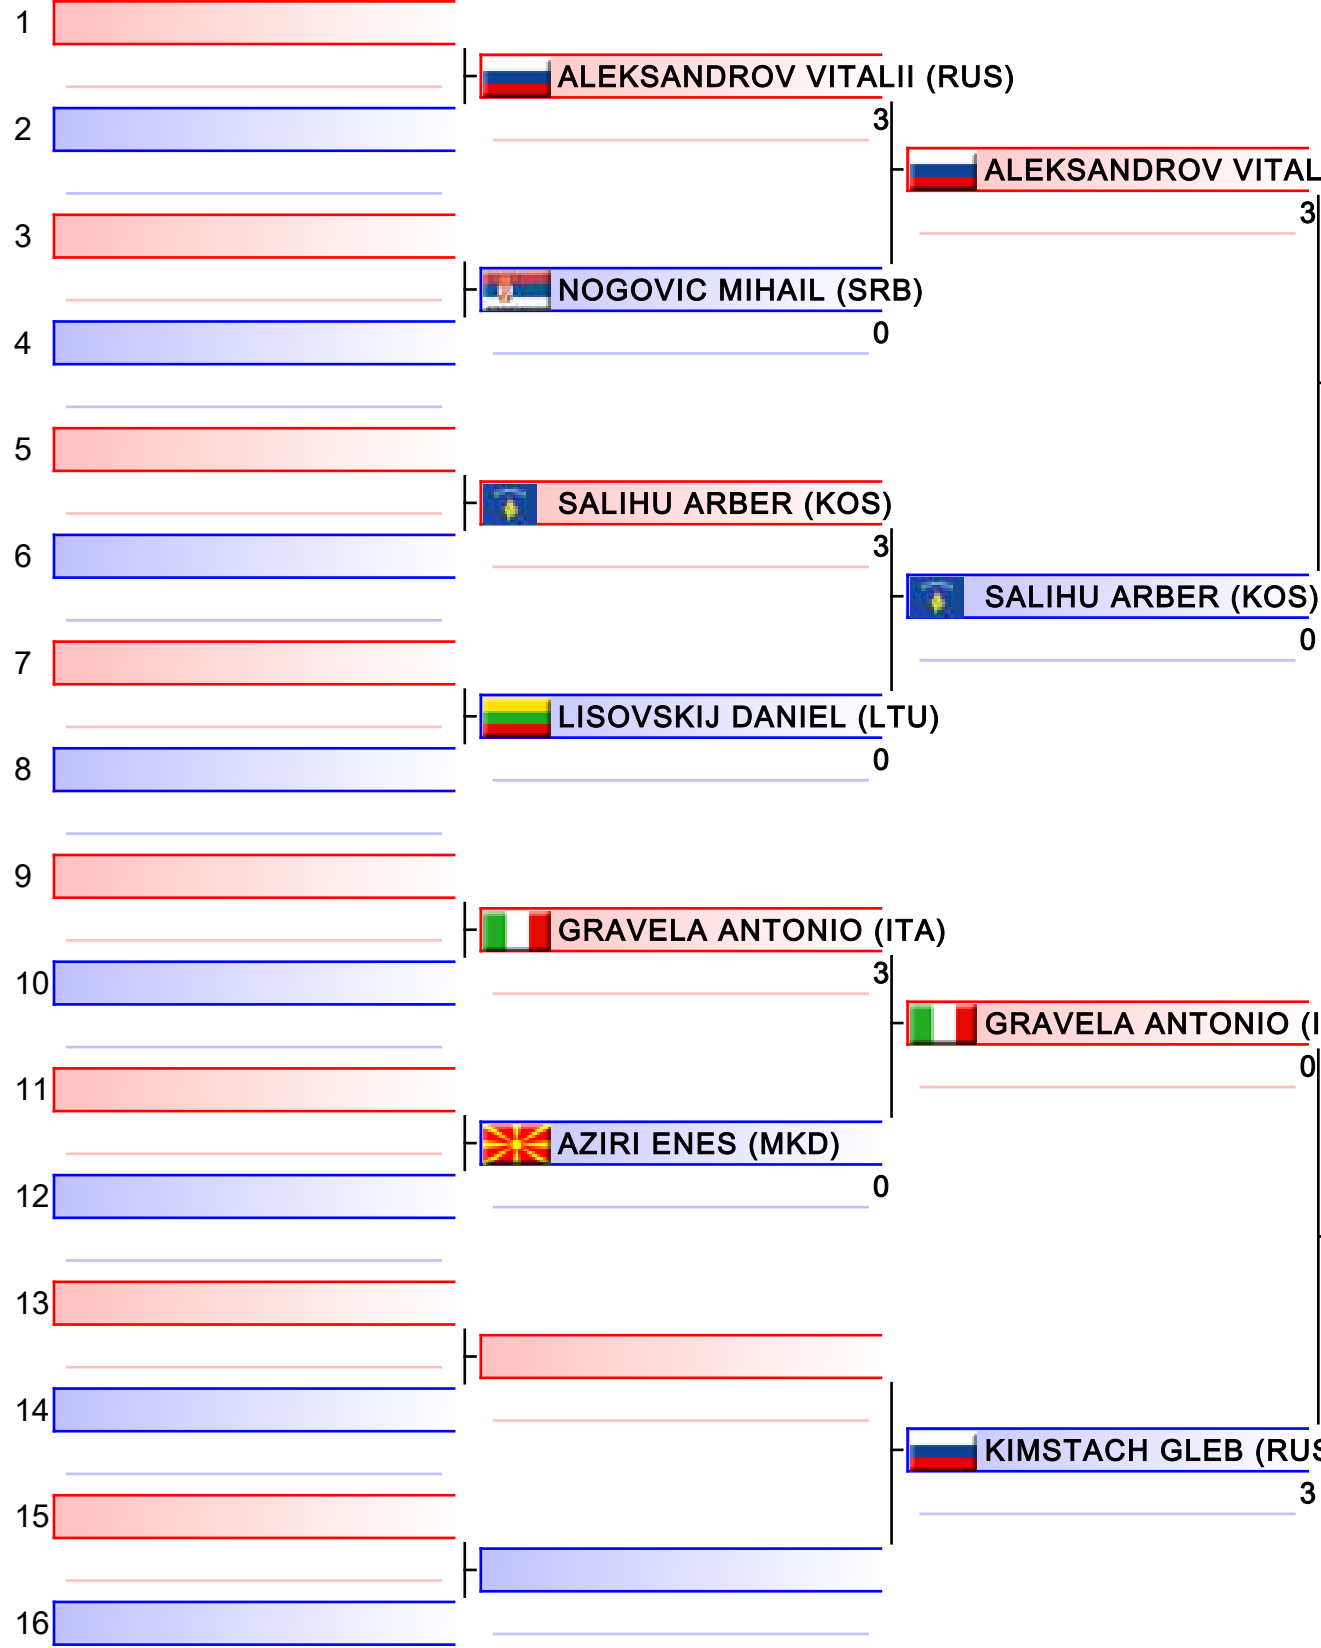 1
ALEKSANDROV VITALII (RUS)
3
2
ALEKSANDROV VITAL
3
3
NOGOVIC MIHAIL (SRB)
0
4
5
SALIHU ARBER (KOS)
3
6
SALIHU ARBER (KOS)
0
7
LISOVSKIJ DANIEL (LTU)
0
8
9
GRAVELA ANTONIO (ITA)
3
10
GRAVELA ANTONIO (I
0
11
AZIRI ENES (MKD)
0
12
13
14
KIMSTACH GLEB (RUS
3
15
16